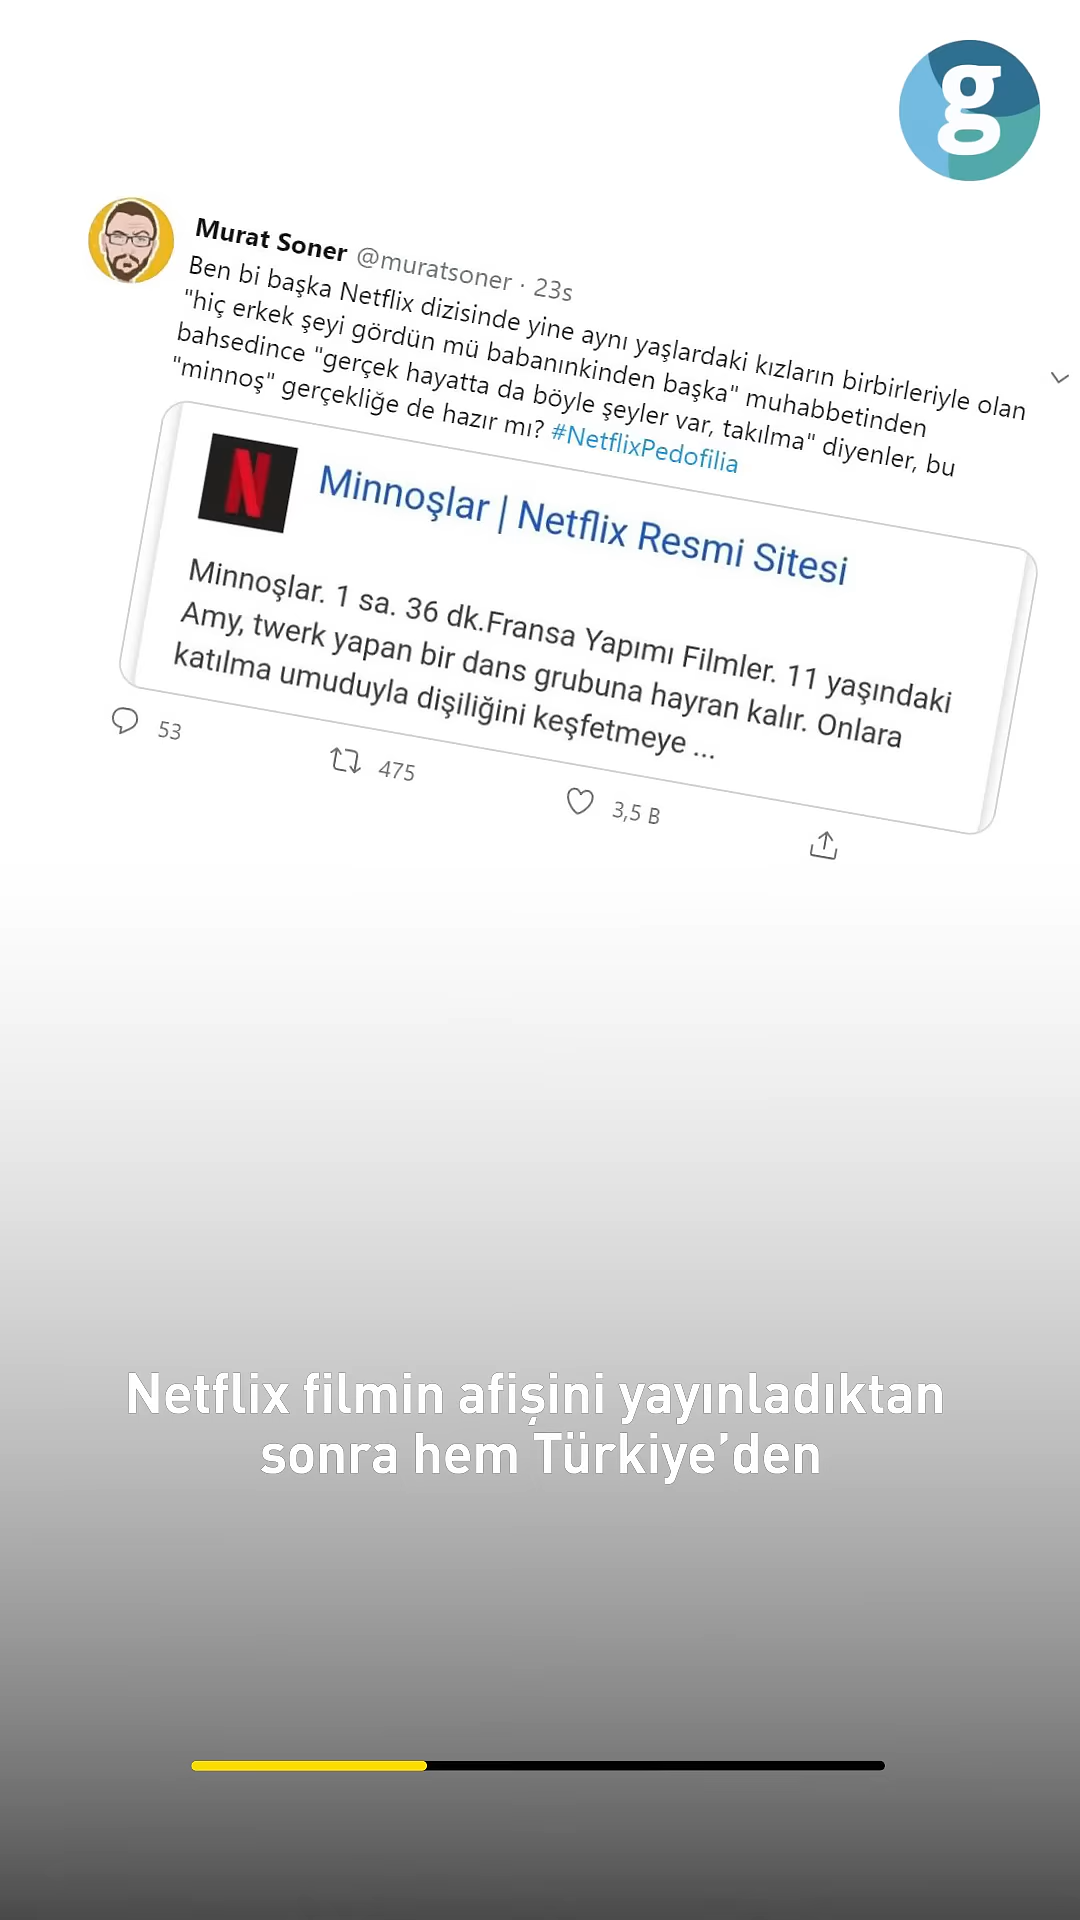 g
Murat Soner @muratsoner · 23s
Ben bi başka Netflix dizisinde yine aynı yaşlardaki kızların birbirleriyle olan
"hiç erkek şeyi gördün mü babanınkinden başka" muhabbetinden
bahsedince "gerçek hayatta da böyle şeyler var, takılma" diyenler, bu
"minnoş" gerçekliğe de hazır mı? #NetflixPedofilia
N
Minnoşlar | Netflix Resmi Sitesi
Minnoşlar. 1 sa. 36 dk.Fransa Yapımı Filmler. 11 yaşındaki
Amy, twerk yapan bir dans grubuna hayran kalır. Onlara
katılma umuduyla dişiliğini keşfetmeye ...
53
475
3,5 B
Netflix filmin afişini yayınladıktan
sonra hem Türkiye’den